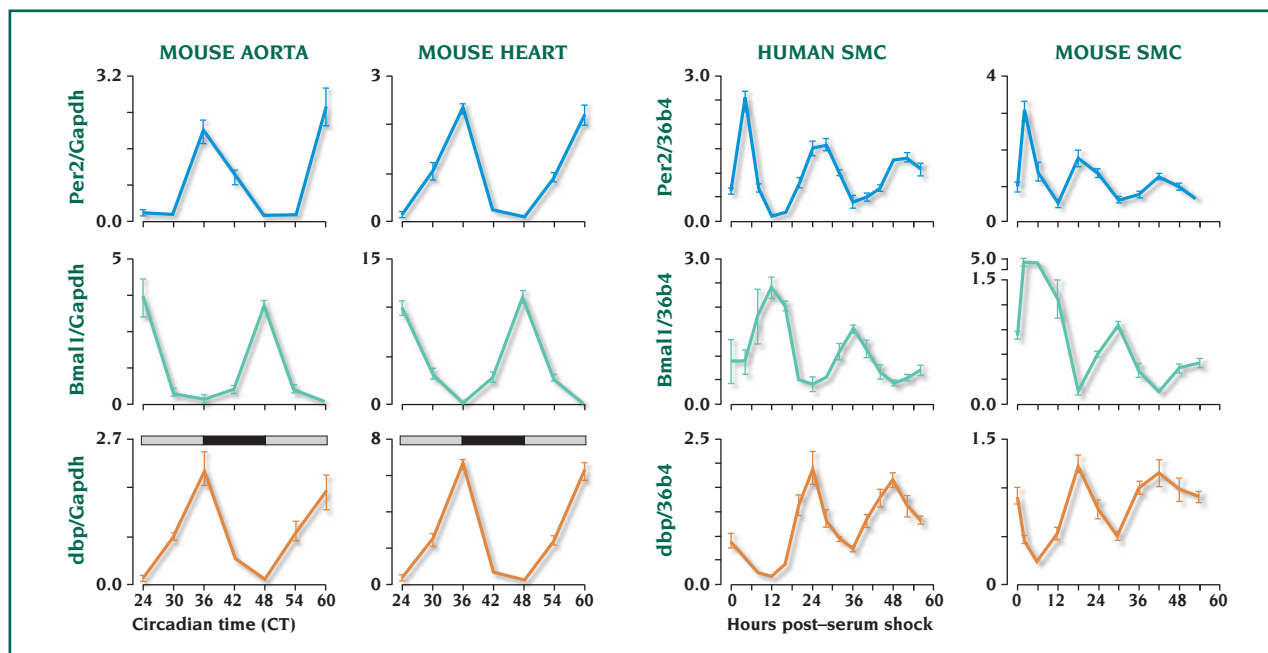 MOUSE AORTA
MOUSE HEART
HUMAN SMC
MOUSE SMC
Per2/Gapdh
3.2
0.0
3
0
Per2/36b4
3.0
0.0
4
0
Bmal1/Gapdh
5
0
15
0
Bmal1/36b4
3.0
0.0
5.0
1.5
0.0
dbp/Gapdh
2.7
0.0
8
0
dbp/36b4
2.5
0.0
1.5
0
24 30 36 42 48 54 60
24 30 36 42 48 54 60
0 12 24 36 48 60
0 12 24 36 48 60
Circadian time (CT)
Hours post–serum shock